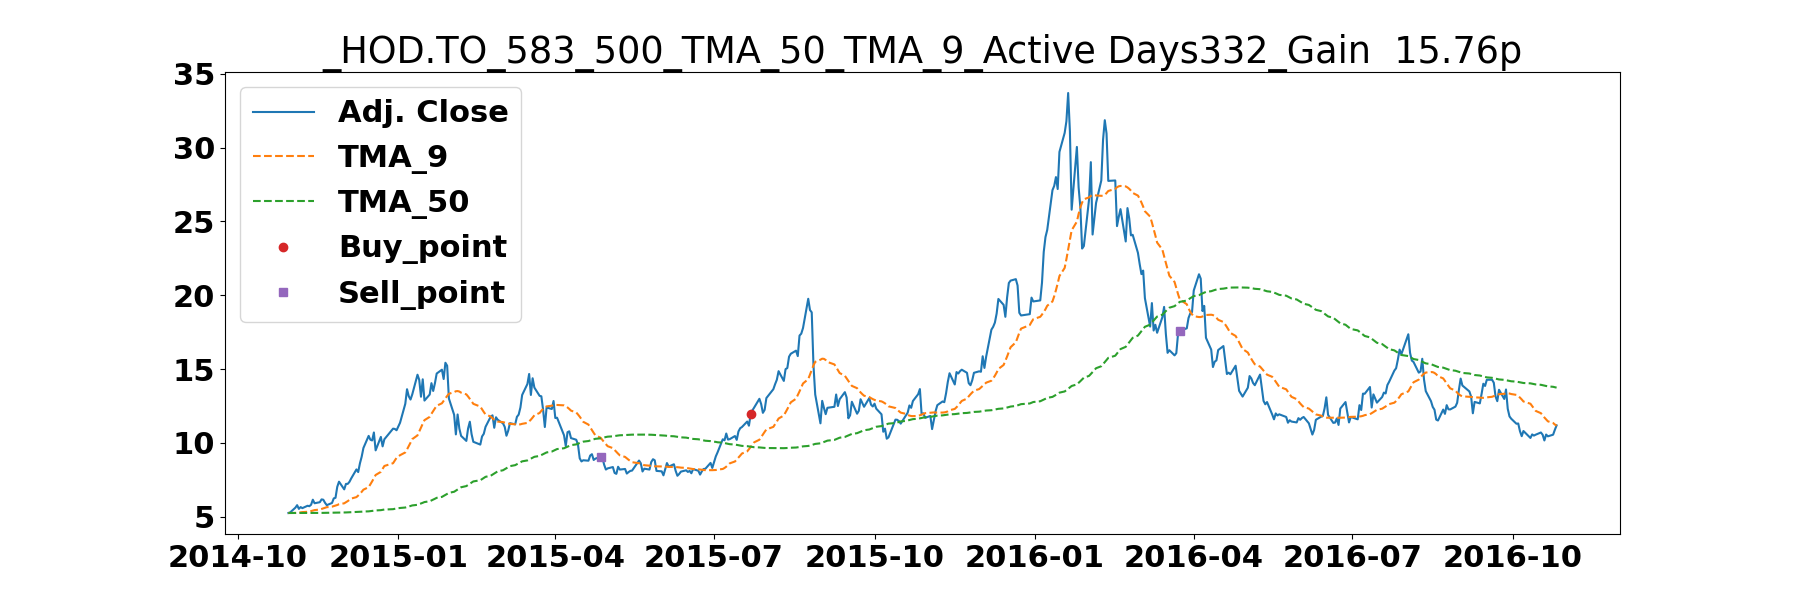 _HOD.TO_583_500_TMA_50_TMA_9_Active Days332_Gain  15.76p
35
30
25
20
15
10
5
Adj. Close
TMA_9
TMA_50
Buy_point
Sell_point
2014-10 2015-01 2015-04 2015-07 2015-10 2016-01 2016-04 2016-07 2016-10